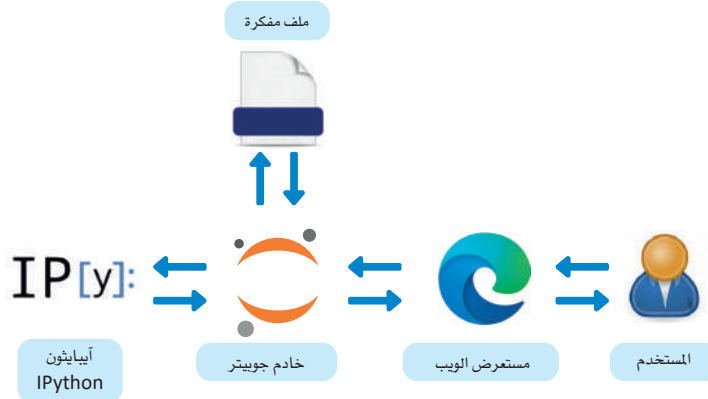 ملف مفكرة
IP[y]:
المستخدم
مستعرض الويب
خادم جوبيتر
آيبايثون
IPython